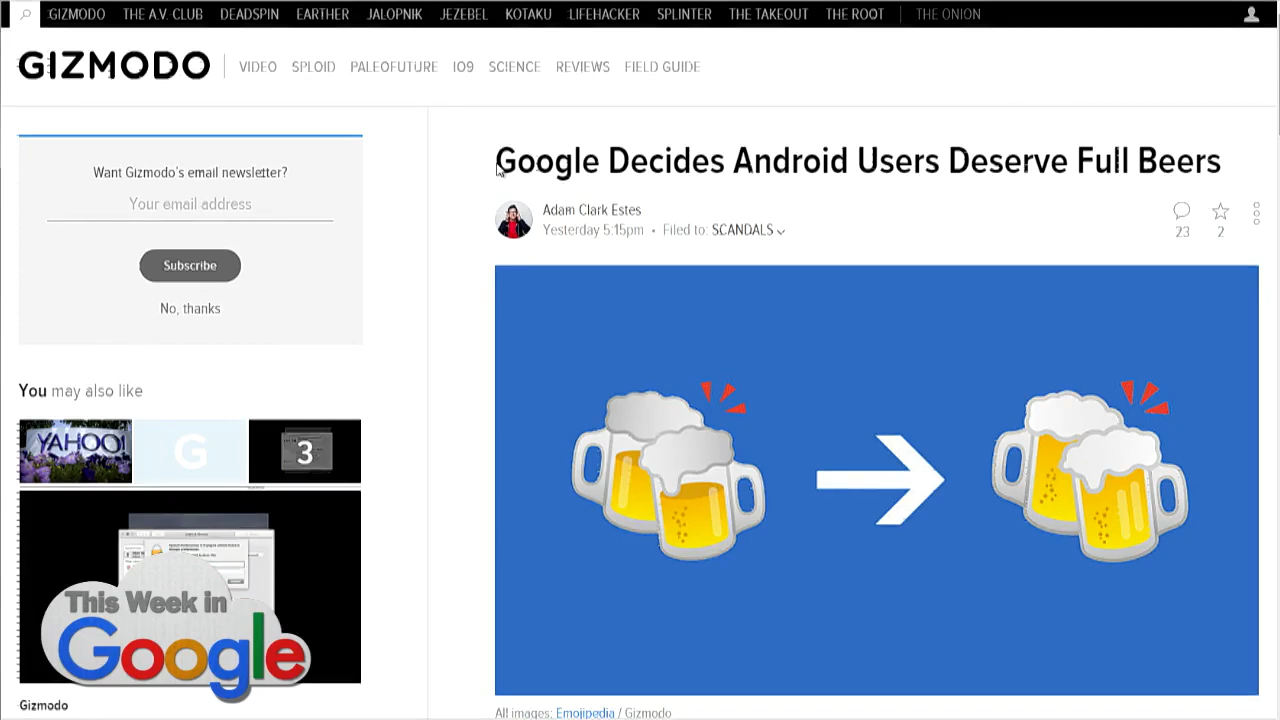 GIZMODO THE A.V. CLUB DEADSPIN EARTHER JALOPNIK JEZEBEL KOTAKU LIFEHACKER SPLINTER THE TAKEOUT THE ROOT THE ONION
GIZMODO VIDEO SPLOID PALEOFUTURE IO9 SCIENCE REVIEWS FIELD GUIDE
Want Gizmodo's email newsletter?
Your email address
Subscribe
No, thanks
You may also like
YAHOO!
G
3
This Week in
Google
Gizmodo
Google Decides Android Users Deserve Full Beers
Adam Clark Estes
Yesterday 5:15pm • Filed to: SCANDALS
23 2
All images: Emojipedia / Gizmodo